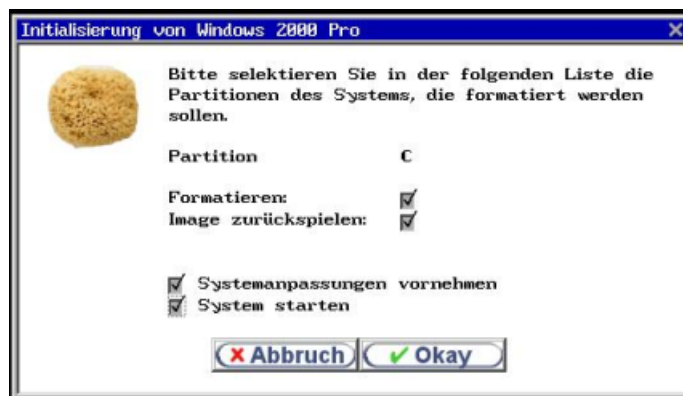 Initialisierung von Windows 2000 Pro
Bitte selektieren Sie in der folgenden Liste die
Partitionen des Systems, die formatiert werden
sollen.
Partition C
Formatieren:
Image zurückspielen:
Systemanpassungen vornehmen
System starten
Abbruch Okay